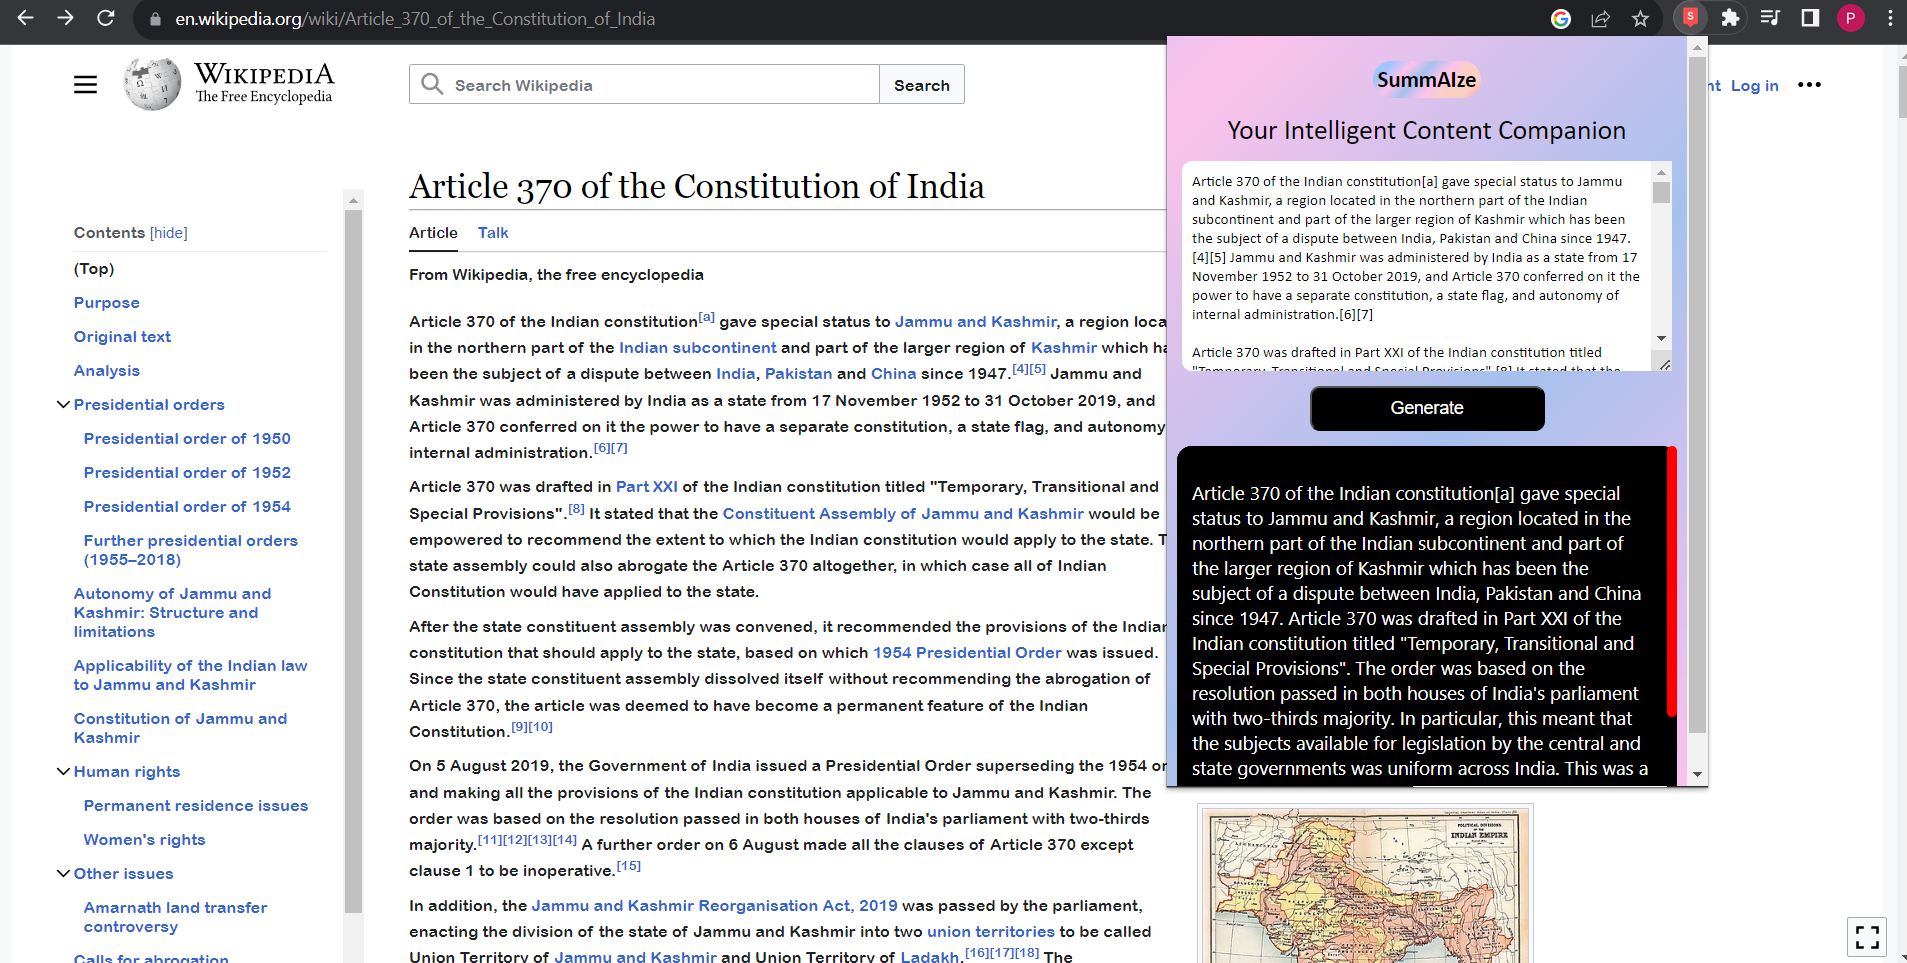 en.wikipedia.org/wiki/Article_370_of_the_Constitution_of_India
S
P
WIKIPEDIA
The Free Encyclopedia
Search Wikipedia
Search
nt Log in
Contents [hide]
(Top)
Purpose
Original text
Analysis
Presidential orders
Presidential order of 1950
Presidential order of 1952
Presidential order of 1954
Further presidential orders
(1955–2018)
Autonomy of Jammu and
Kashmir: Structure and
limitations
Applicability of the Indian law
to Jammu and Kashmir
Constitution of Jammu and
Kashmir
Human rights
Permanent residence issues
Women's rights
Other issues
Amarnath land transfer
controversy
Calls for abrogation
Article 370 of the Constitution of India
Article Talk
From Wikipedia, the free encyclopedia
Article 370 of the Indian constitution[a] gave special status to Jammu and Kashmir, a region loca
in the northern part of the Indian subcontinent and part of the larger region of Kashmir which ha
been the subject of a dispute between India, Pakistan and China since 1947.[4][5] Jammu and
Kashmir was administered by India as a state from 17 November 1952 to 31 October 2019, and
Article 370 conferred on it the power to have a separate constitution, a state flag, and autonomy
internal administration.[6][7]
Article 370 was drafted in Part XXI of the Indian constitution titled "Temporary, Transitional and
Special Provisions".[8] It stated that the Constituent Assembly of Jammu and Kashmir would be
empowered to recommend the extent to which the Indian constitution would apply to the state. T
state assembly could also abrogate the Article 370 altogether, in which case all of Indian
Constitution would have applied to the state.
After the state constituent assembly was convened, it recommended the provisions of the Indian
constitution that should apply to the state, based on which 1954 Presidential Order was issued.
Since the state constituent assembly dissolved itself without recommending the abrogation of
Article 370, the article was deemed to have become a permanent feature of the Indian
Constitution.[9][10]
On 5 August 2019, the Government of India issued a Presidential Order superseding the 1954 or
and making all the provisions of the Indian constitution applicable to Jammu and Kashmir. The
order was based on the resolution passed in both houses of India's parliament with two-thirds
majority.[11][12][13][14] A further order on 6 August made all the clauses of Article 370 except
clause 1 to be inoperative.[15]
In addition, the Jammu and Kashmir Reorganisation Act, 2019 was passed by the parliament,
enacting the division of the state of Jammu and Kashmir into two union territories to be called
Union Territory of Jammu and Kashmir and Union Territory of Ladakh.[16][17][18] The
SummAIze
Your Intelligent Content Companion
Article 370 of the Indian constitution[a] gave special status to Jammu
and Kashmir, a region located in the northern part of the Indian
subcontinent and part of the larger region of Kashmir which has been
the subject of a dispute between India, Pakistan and China since 1947.
[4][5] Jammu and Kashmir was administered by India as a state from 17
November 1952 to 31 October 2019, and Article 370 conferred on it the
power to have a separate constitution, a state flag, and autonomy of
internal administration.[6][7]
Article 370 was drafted in Part XXI of the Indian constitution titled
"Temporary, Transitional and Special Provisions".[8] It stated that the
Generate
Article 370 of the Indian constitution[a] gave special
status to Jammu and Kashmir, a region located in the
northern part of the Indian subcontinent and part of
the larger region of Kashmir which has been the
subject of a dispute between India, Pakistan and China
since 1947. Article 370 was drafted in Part XXI of the
Indian constitution titled "Temporary, Transitional and
Special Provisions". The order was based on the
resolution passed in both houses of India's parliament
with two-thirds majority. In particular, this meant that
the subjects available for legislation by the central and
state governments was uniform across India. This was a
POLITICAL DIVISIONS
OF THE
INDIAN EMPIRE